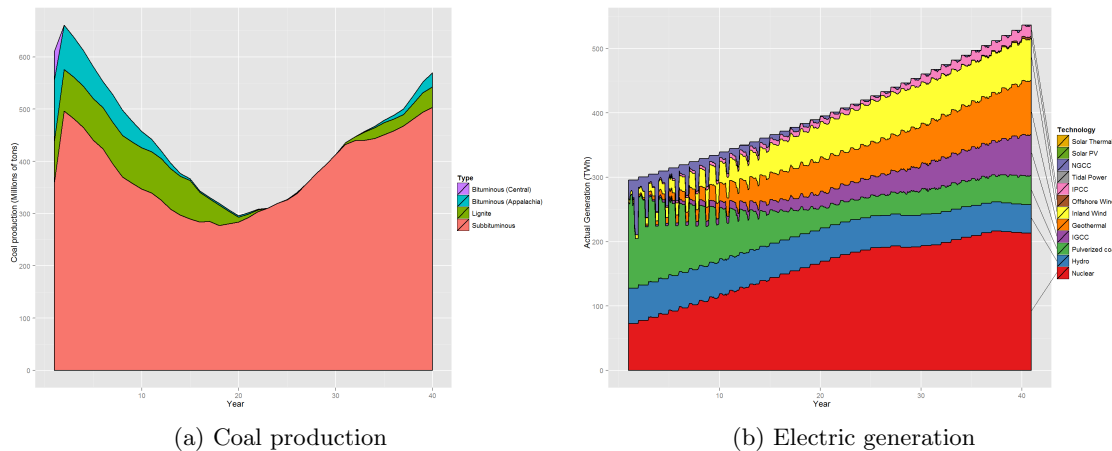 Coal production (Millions of tons)
600
500
400
300
200
100
0
10
20
30
40
Year
Type
Bituminous (Central)
Bituminous (Appalachia)
Lignite
Subbituminous
(a) Coal production
Actual Generation (TWh)
500
400
300
200
100
0
10
20
30
40
Year
Technology
Solar Therma
Solar PV
NGCC
Tidal Power
IPCC
Offshore Win
Inland Wind
Geothermal
IGCC
Pulverized co
Hydro
Nuclear
(b) Electric generation